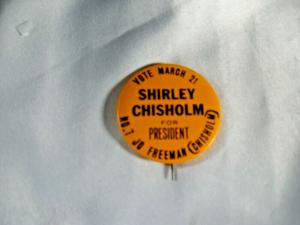 VOTE MARCH 21
SHIRLEY
CHISHOLM
FOR
PRESIDENT
NO. 7 JO FREEMAN (CHISHOLM)